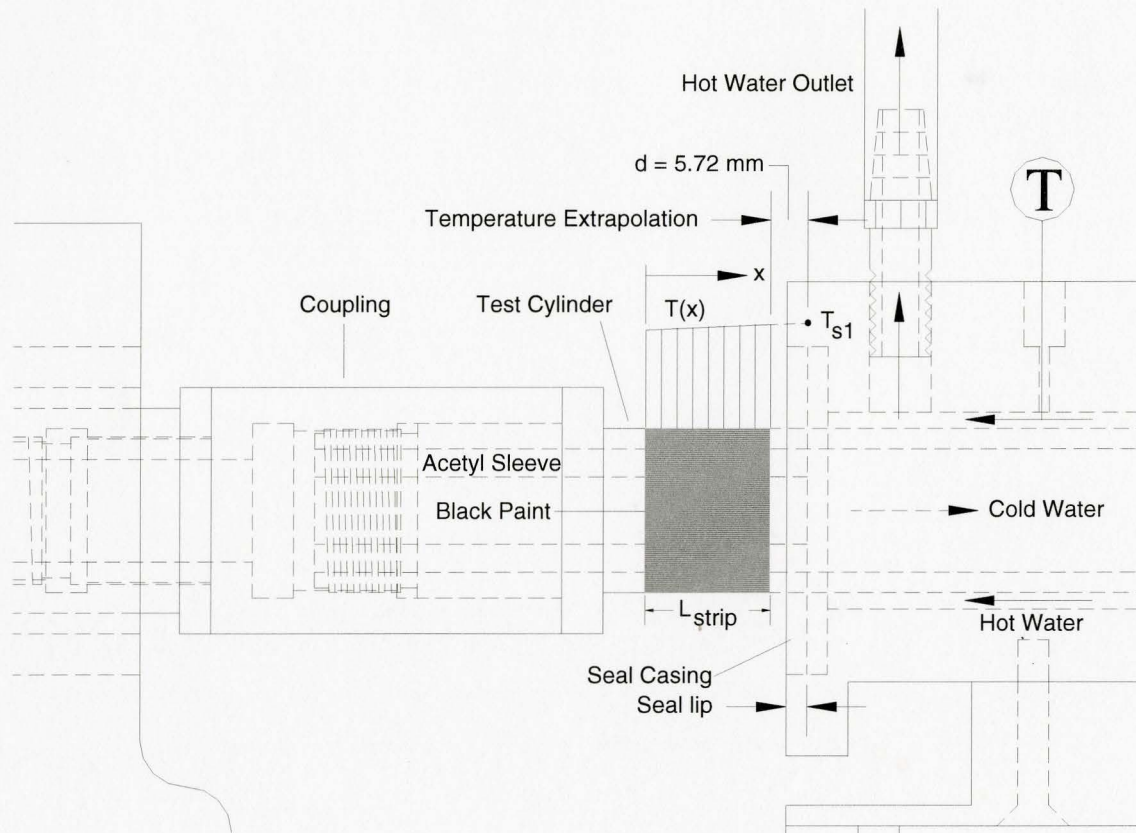 Hot Water Outlet
T
d = 5.72 mm
Temperature Extrapolation
x
Coupling
Test Cylinder
T(x)
Ts1
Acetyl Sleeve
Black Paint
Cold Water
Lstrip
Hot Water
Seal Casing
Seal lip